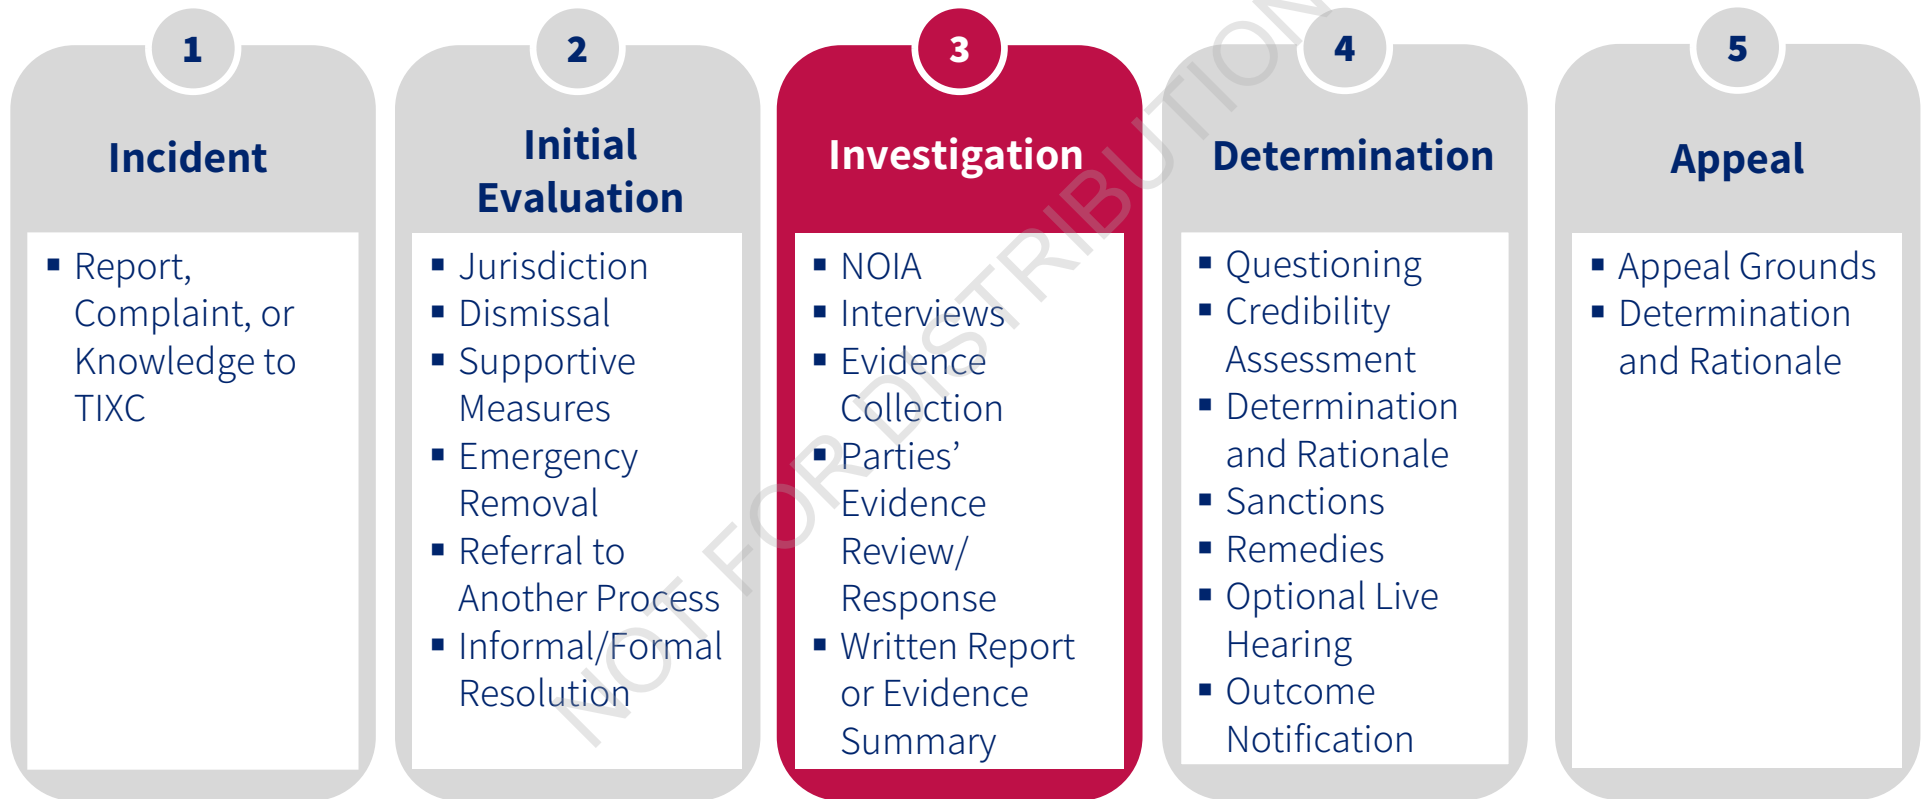 1
Incident
▪ Report,
Complaint, or
Knowledge to
TIXC
2
Initial
Evaluation
▪ Jurisdiction
▪ Dismissal
▪ Supportive
Measures
▪ Emergency
Removal
▪ Referral to
Another Process
▪ Informal/Formal
Resolution
3
Investigation
▪ NOIA
▪ Interviews
▪ Evidence
Collection
▪ Parties’
Evidence
Review/
Response
▪ Written Report
or Evidence
Summary
4
Determination
▪ Questioning
▪ Credibility
Assessment
▪ Determination
and Rationale
▪ Sanctions
▪ Remedies
▪ Optional Live
Hearing
▪ Outcome
Notification
5
Appeal
▪ Appeal Grounds
▪ Determination
and Rationale
NOT FOR DISTRIBUTION